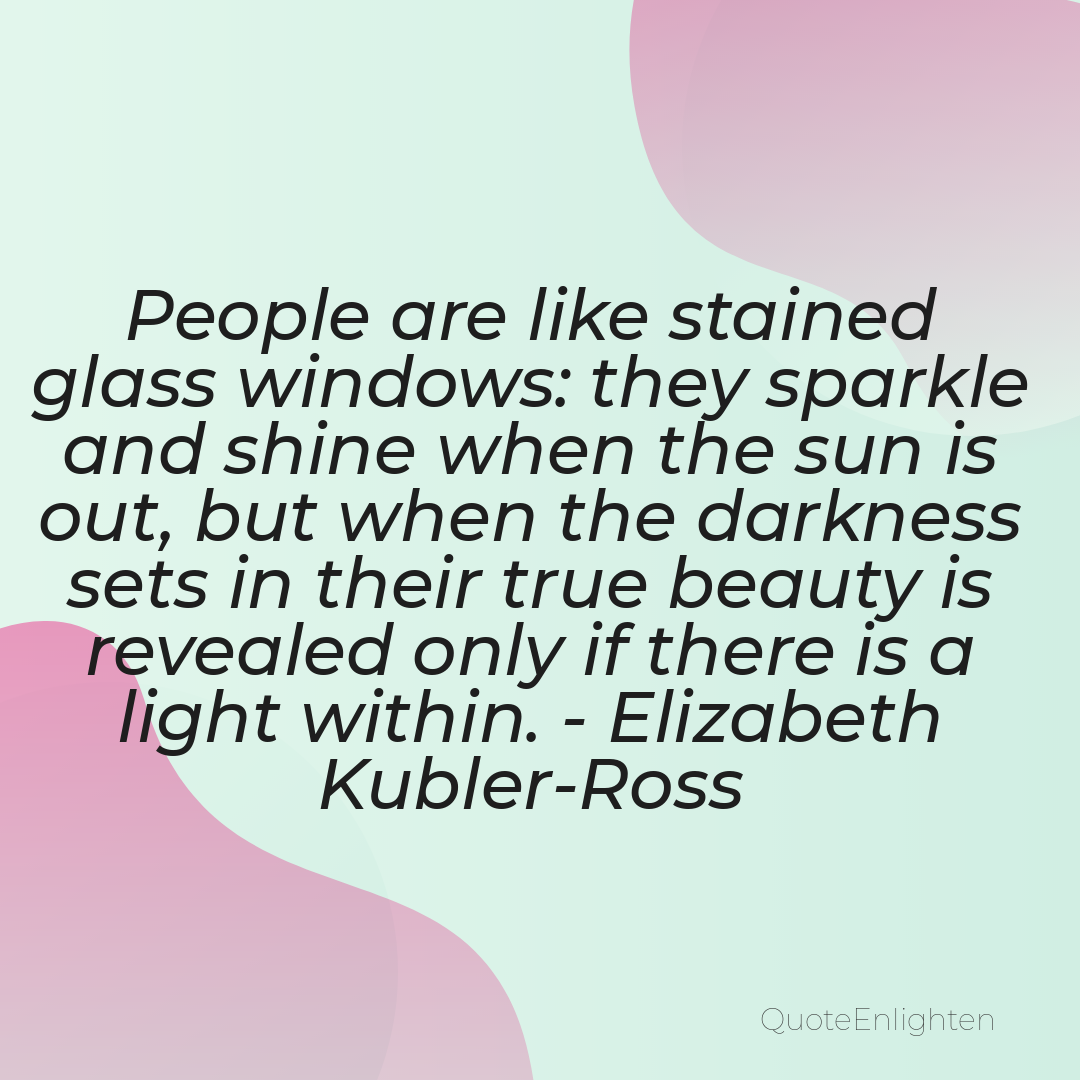 People are like stained
glass windows: they sparkle
and shine when the sun is
out, but when the darkness
sets in their true beauty is
revealed only if there is a
light within. - Elizabeth
Kubler-Ross
QuoteEnlighten